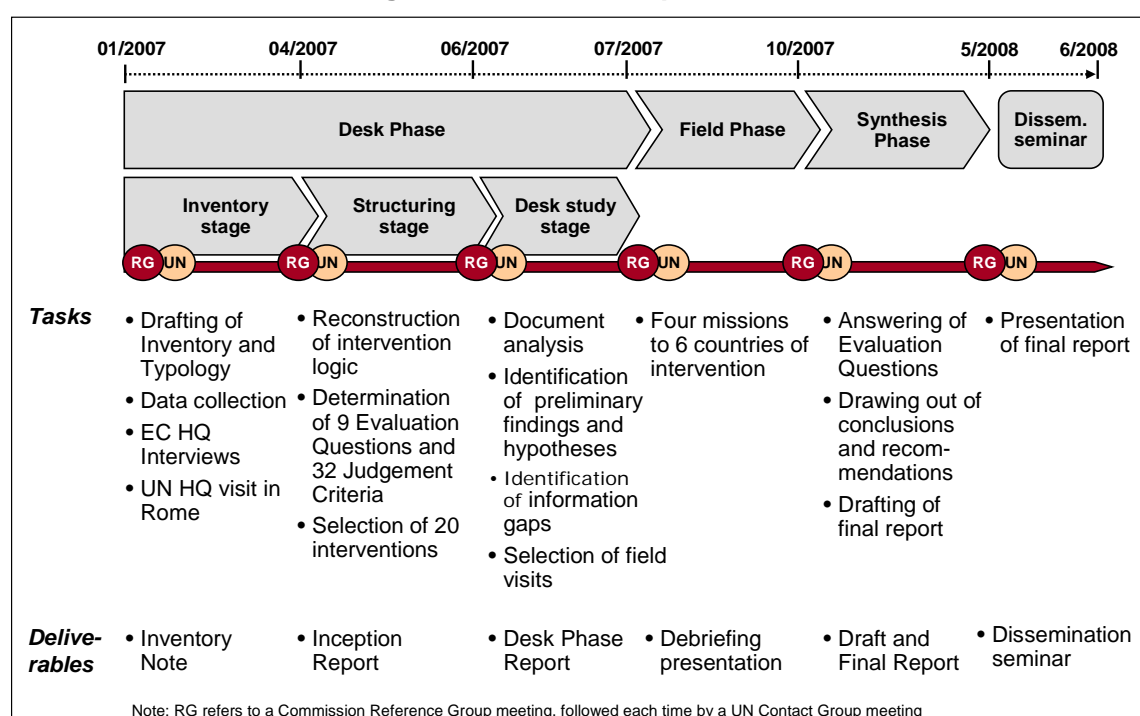 01/2007 04/2007 06/2007 07/2007 10/2007 5/2008 6/2008
Desk Phase
Field Phase
Synthesis
Phase
Dissem.
seminar
Inventory
stage
Structuring
stage
Desk study
stage
RG UN RG UN RG UN RG UN RG UN RG UN
Tasks
• Drafting of
Inventory and
Typology
• Data collection
• EC HQ
Interviews
• UN HQ visit in
Rome
• Reconstruction
of intervention
logic
• Determination
of 9 Evaluation
Questions and
32 Judgement
Criteria
• Selection of 20
interventions
• Document
analysis
• Identification
of preliminary
findings and
hypotheses
• Identification
of information
gaps
• Selection of field
visits
• Four missions
to 6 countries of
intervention
• Answering of
Evaluation
Questions
• Drawing out of
conclusions
and recom-
mendations
• Drafting of
final report
• Presentation
of final report
Delive-
rables
• Inventory
Note
• Inception
Report
• Desk Phase
Report
• Debriefing
presentation
• Draft and
Final Report
• Dissemination
seminar
Note: RG refers to a Commission Reference Group meeting, followed each time by a UN Contact Group meeting